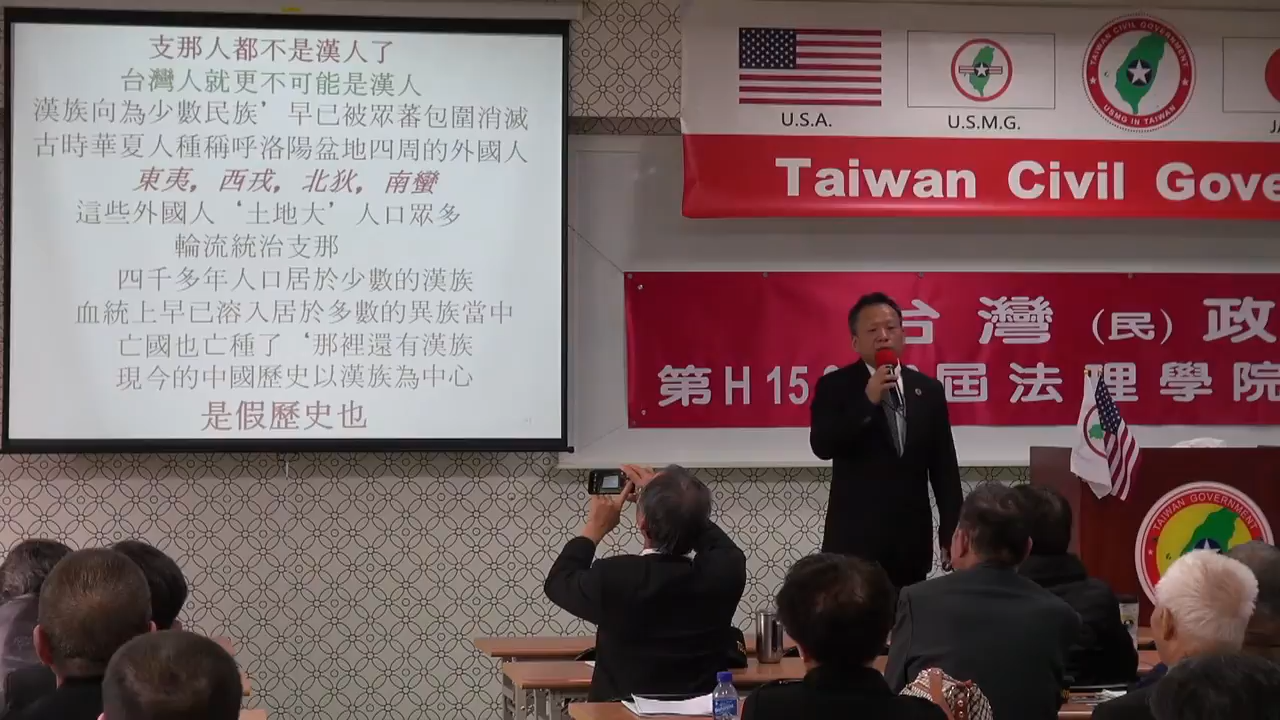 支那人都不是漢人了
台灣人就更不可能是漢人
漢族向為少數民族’早已被眾蕃包圍消滅
古時華夏人種稱呼洛陽盆地四周的外國人
東夷，西戎，北狄，南蠻
這些外國人‘土地大’人口眾多
輪流統治支那
四千多年人口居於少數的漢族
血統上早已溶入居於多數的異族當中
亡國也亡種了‘那裡還有漢族
現今的中國歷史以漢族為中心
是假歷史也
U.S.A.
U.S.M.G.
TAIWAN CIVIL GOVERNMENT
USMG IN TAIWAN
Taiwan Civil Gove
台灣（民）政
第H15 屆法理學院
TAIWAN GOVERNMENT